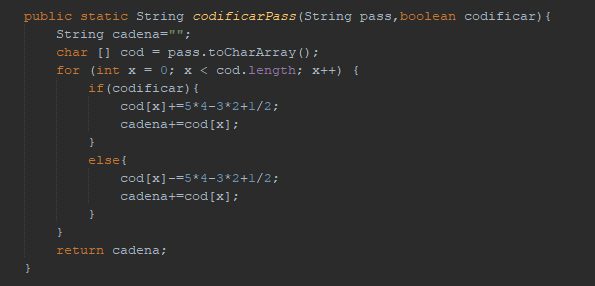 public static String codificarPass(String pass,boolean codificar){
String cadena="";
char [] cod = pass.toCharArray();
for (int x = 0; x < cod.length; x++) {
if(codificar){
cod[x]+=5*4-3*2+1/2;
cadena+=cod[x];
}
else{
cod[x]-=5*4-3*2+1/2;
cadena+=cod[x];
}
}
return cadena;
}